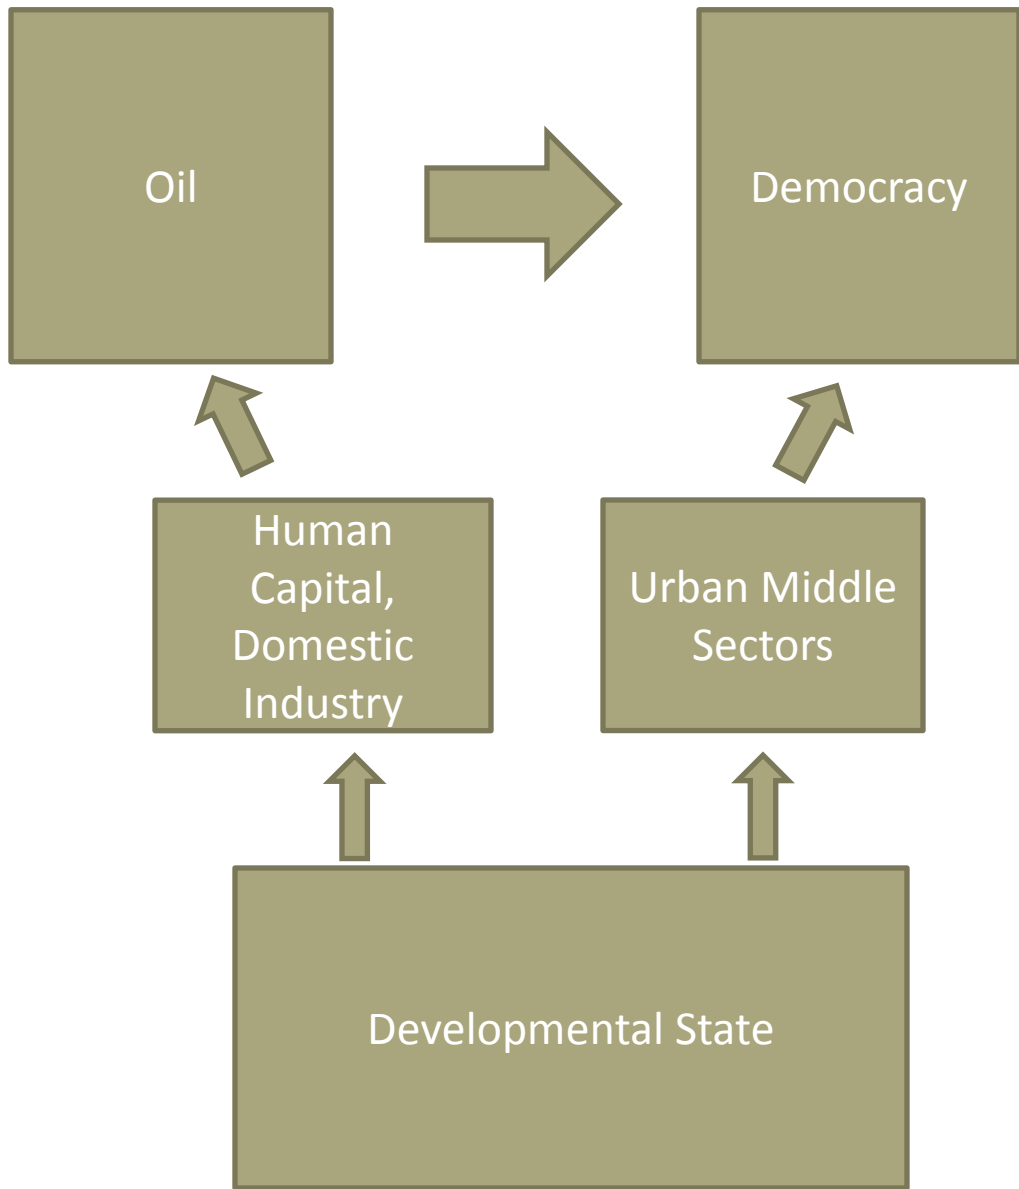 Oil
Democracy
Human
Capital,
Domestic
Industry
Urban Middle
Sectors
Developmental State